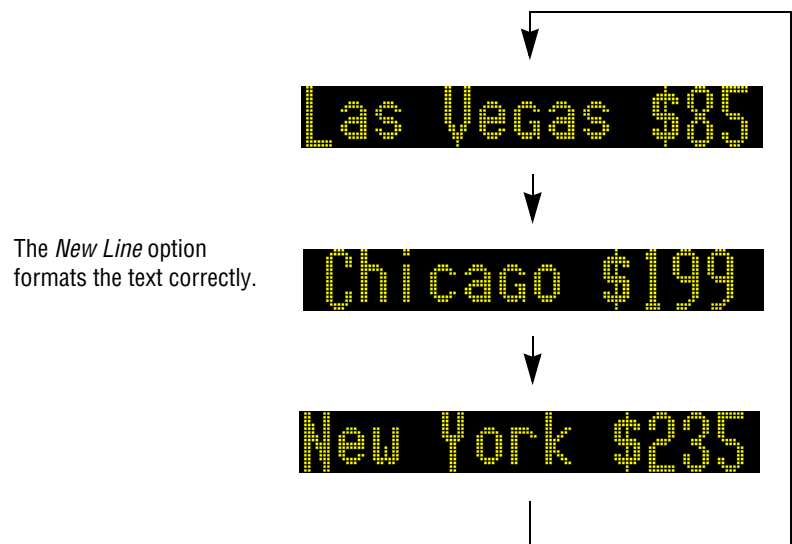 Las Vegas $85
The New Line option
formats the text correctly.
Chicago $199
New York $235